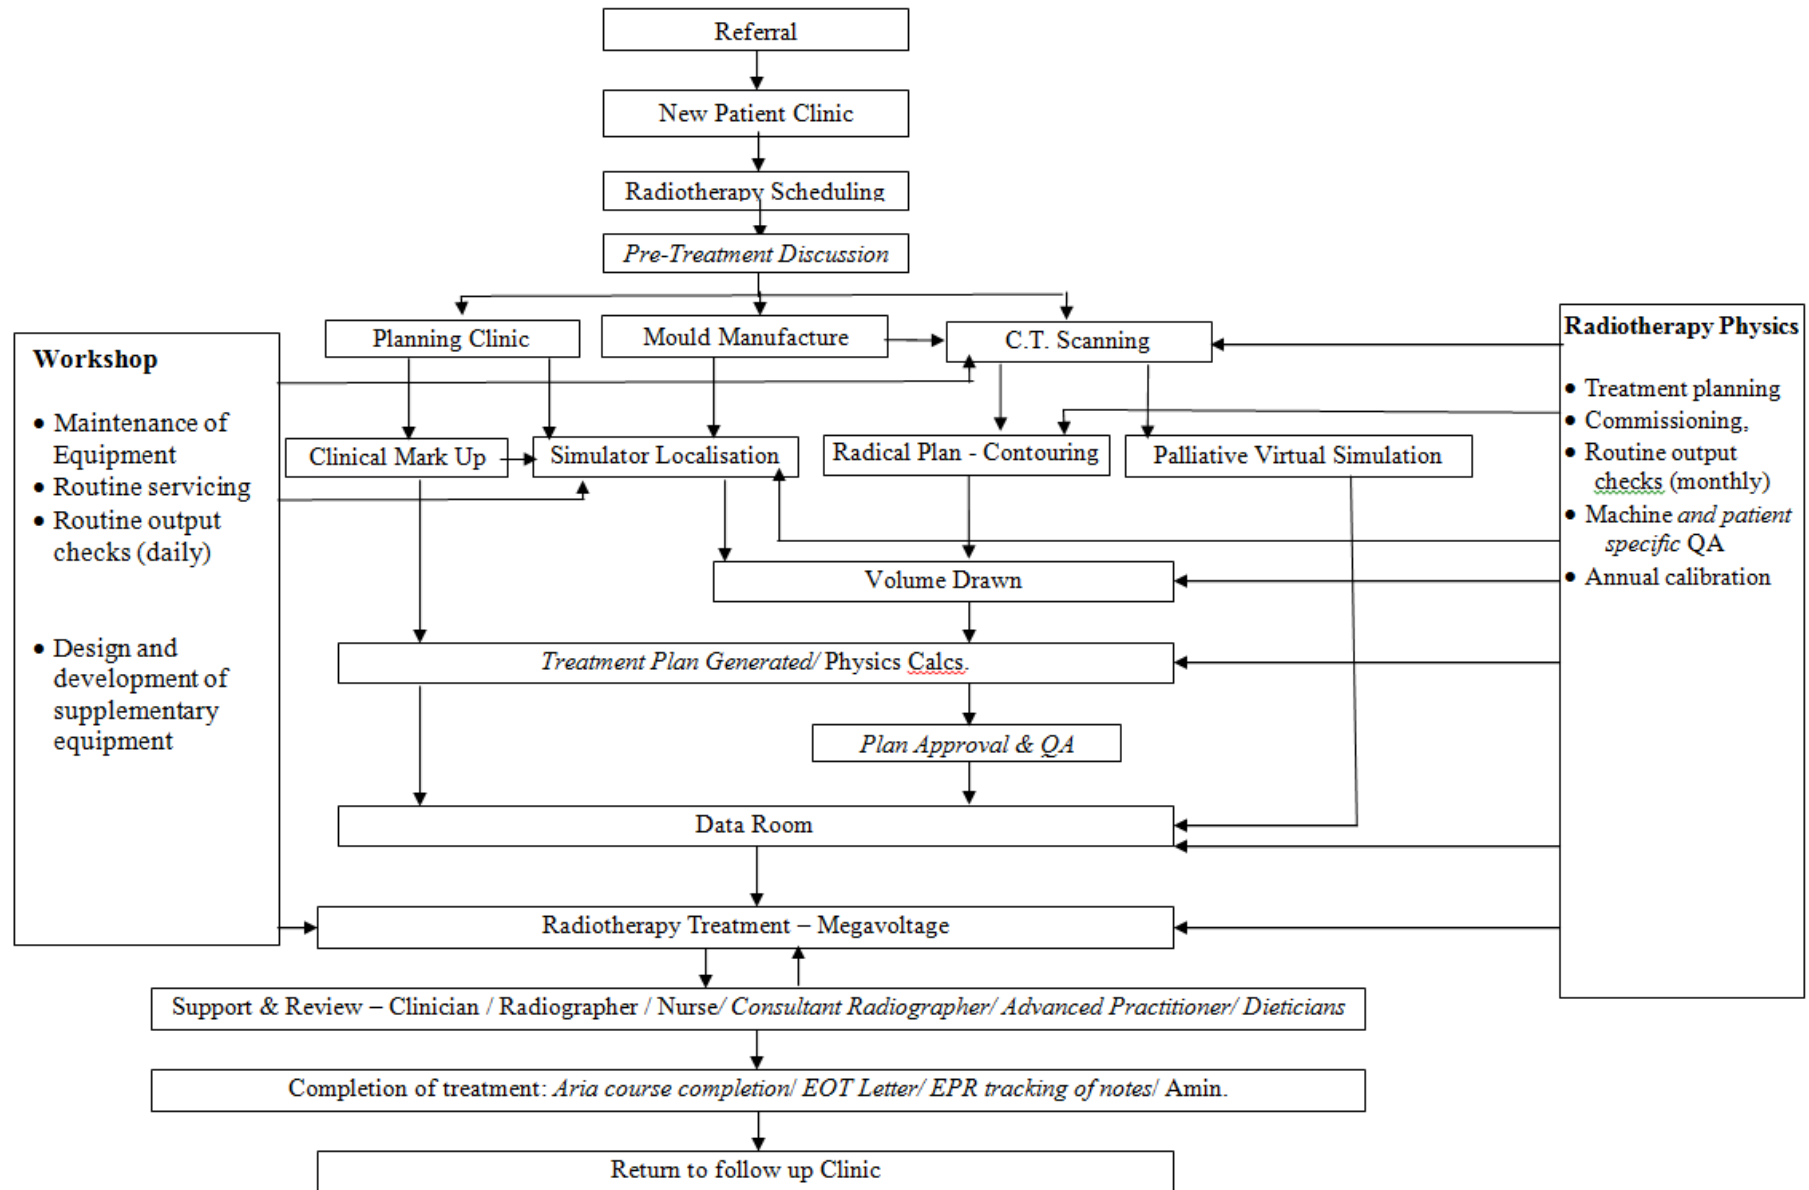 Referral
New Patient Clinic
Radiotherapy Scheduling
Pre-Treatment Discussion
Planning Clinic
Mould Manufacture
C.T. Scanning
Clinical Mark Up
Simulator Localisation
Radical Plan - Contouring
Palliative Virtual Simulation
Volume Drawn
Treatment Plan Generated/ Physics Calcs.
Plan Approval & QA
Data Room
Radiotherapy Treatment – Megavoltage
Support & Review – Clinician / Radiographer / Nurse/ Consultant Radiographer/ Advanced Practitioner/ Dieticians
Completion of treatment: Aria course completion/ EOT Letter/ EPR tracking of notes/ Amin.
Return to follow up Clinic
Workshop
• Maintenance of
Equipment
• Routine servicing
• Routine output
checks (daily)
• Design and
development of
supplementary
equipment
Radiotherapy Physics
• Treatment planning
• Commissioning,
• Routine output
checks (monthly)
• Machine and patient
specific QA
• Annual calibration